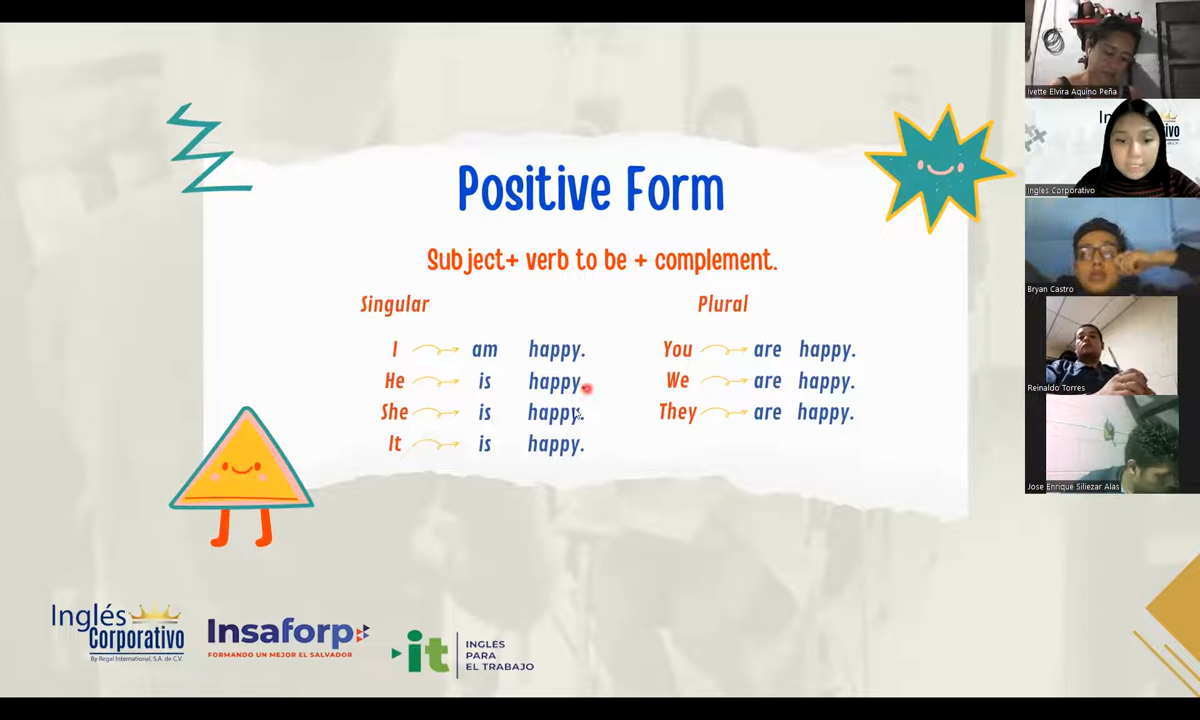 Positive Form
Subject+ verb to be + complement.
Singular
I am happy.
He is happy.
She is happy.
It is happy.
Plural
You are happy.
We are happy.
They are happy.
Inglés
Corporativo
By Regal International, S.A. de C.V.
Insaforp
FORMANDO UN MEJOR EL SALVADOR
it
INGLES
PARA
EL TRABAJO
Ivette Elvira Aquino Peña
Inglés Corporativo
Bryan Castro
Reinaldo Torres
Jose Enrique Siliezar Alas